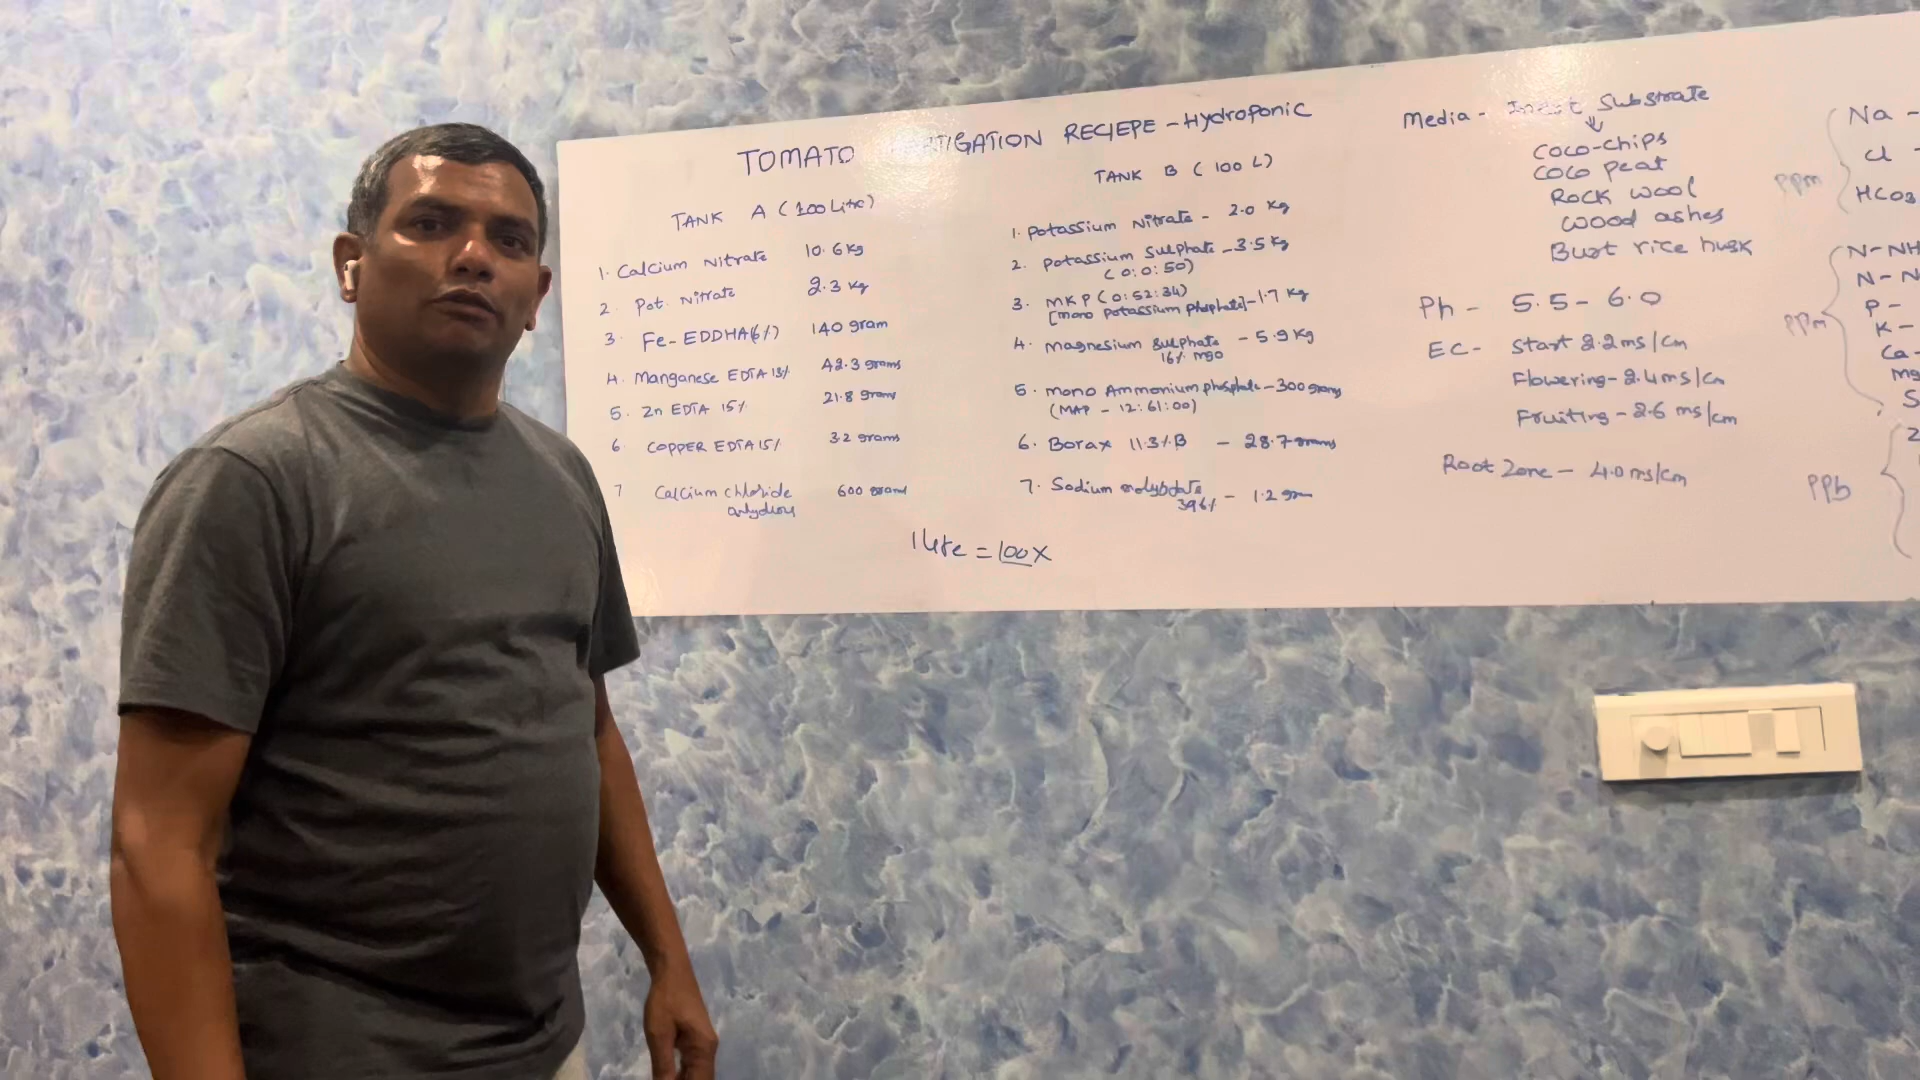 TOMATO TIGATION RECIEPE - Hydroponic
TANK A (100 Litre)
1. Calcium Nitrate 10.6 Kg
2. Pot. Nitrate 2.3 Kg
3. Fe-EDDHA(6%) 140 gram
4. Manganese EDTA 13% 42.3 grams
5. Zn EDTA 15% 21.8 gram
6. COPPER EDTA 15% 3.2 grams
7 Calcium chloride 600 gram
TANK B (100 L)
1. Potassium Nitrate - 2.0 Kg
2. Potassium Sulphate - 3.5 Kg
(0:0:50)
3. MKP (0:52:34)
[mono potassium phosphate] - 1.7 Kg
4. Magnesium Sulphate - 5.9 Kg
16% mgo
5. mono Ammonium phosphate - 300 grams
(MAP - 12:61:00)
6. Borax 11.3% B - 28.7 grams
7. Sodium
39.6% - 1.2 gram
= 100X
Media - Substrate
COCO-chips
COCO peat
ROCK WOOL
WOOD ashes
Bust rice husk
Ph - 5.5 - 6.0
EC - Start 2.2 ms/cm
Flowering - 2.4 ms/cm
Fruiting - 2.6 ms/cm
Root Zone - 4.0 ms/cm
PPm
Na -
Cl -
HCO3
PPm
N - NH
N - N
P -
K -
Ca -
mg
S
PPb
Z